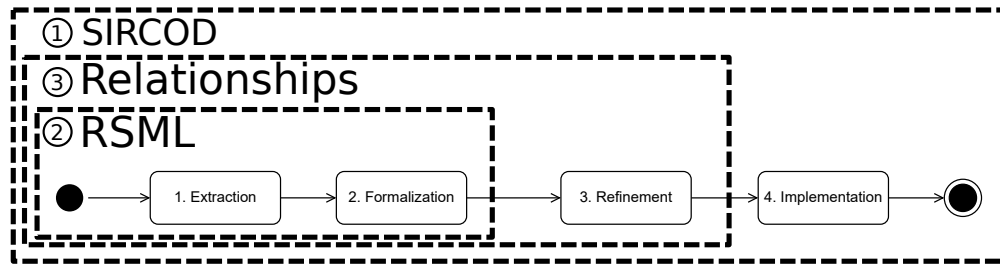 ① SIRCOD
③ Relationships
② RSML
1. Extraction
2. Formalization
3. Refinement
4. Implementation